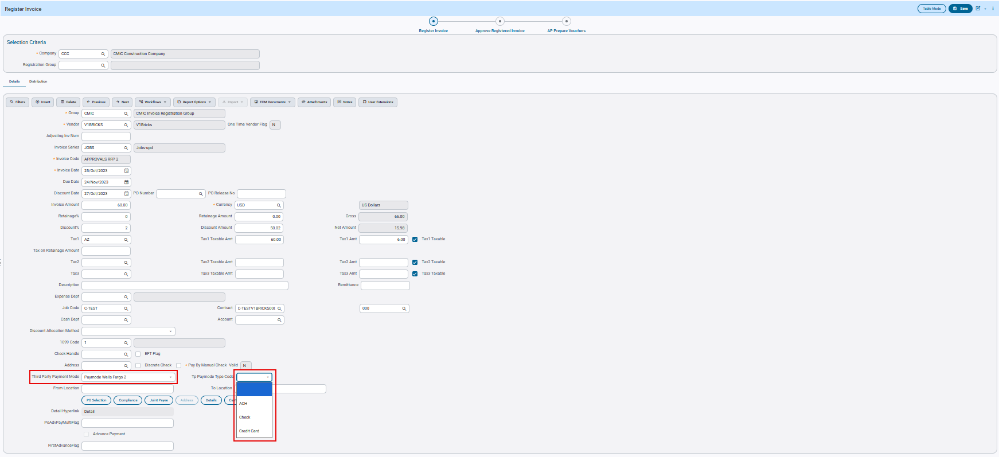 Register Invoice
Table Mode Save
Register Invoice Approve Registered Invoice AP Prepare Vouchers
Selection Criteria
* Company CCC CMiC Construction Company
Registration Group
Details Distribution
Filters Insert Delete Previous Next Workflows Report Options Import ECM Documents Attachments Notes User Extensions
* Group CMIC CMIC Invoice Registration Group
* Vendor V1BRICKS V1Bricks One Time Vendor Flag N
Adjusting Inv Num
Invoice Series JOBS Jobs-upd
* Invoice Code APPROVALS RFP 2
* Invoice Date 25/Oct/2023
Due Date 24/Nov/2023
Discount Date 27/Oct/2023 PO Number PO Release No
Invoice Amount 60.00 * Currency USD US Dollars
Retainage% 0 Retainage Amount 0.00 Gross 66.00
Discount% 2 Discount Amount 50.02 Net Amount 15.98
Tax1 AZ Tax1 Taxable Amt 60.00 Tax1 Amt 6.00 Tax1 Taxable
Tax on Retainage Amount
Tax2 Tax2 Taxable Amt Tax2 Amt Tax2 Taxable
Tax3 Tax3 Taxable Amt Tax3 Amt Tax3 Taxable
Description Remittance
Expense Dept
Job Code C-TEST Contract C-TESTV1BRICKS00 000
Cash Dept Account
Discount Allocation Method
1099 Code 1
Check Handle EFT Flag
Address Discrete Check * Pay By Manual Check Valid N
Third Party Payment Mode Paymode Wells Fargo 2 Tp Paymode Type Code
From Location To Location
ACH
PO Selection Compliance Joint Payee Address Details
Detail Hyperlink Detail
Check
PoAdvPayMultiFlag
Credit Card
Advance Payment
FirstAdvanceFlag